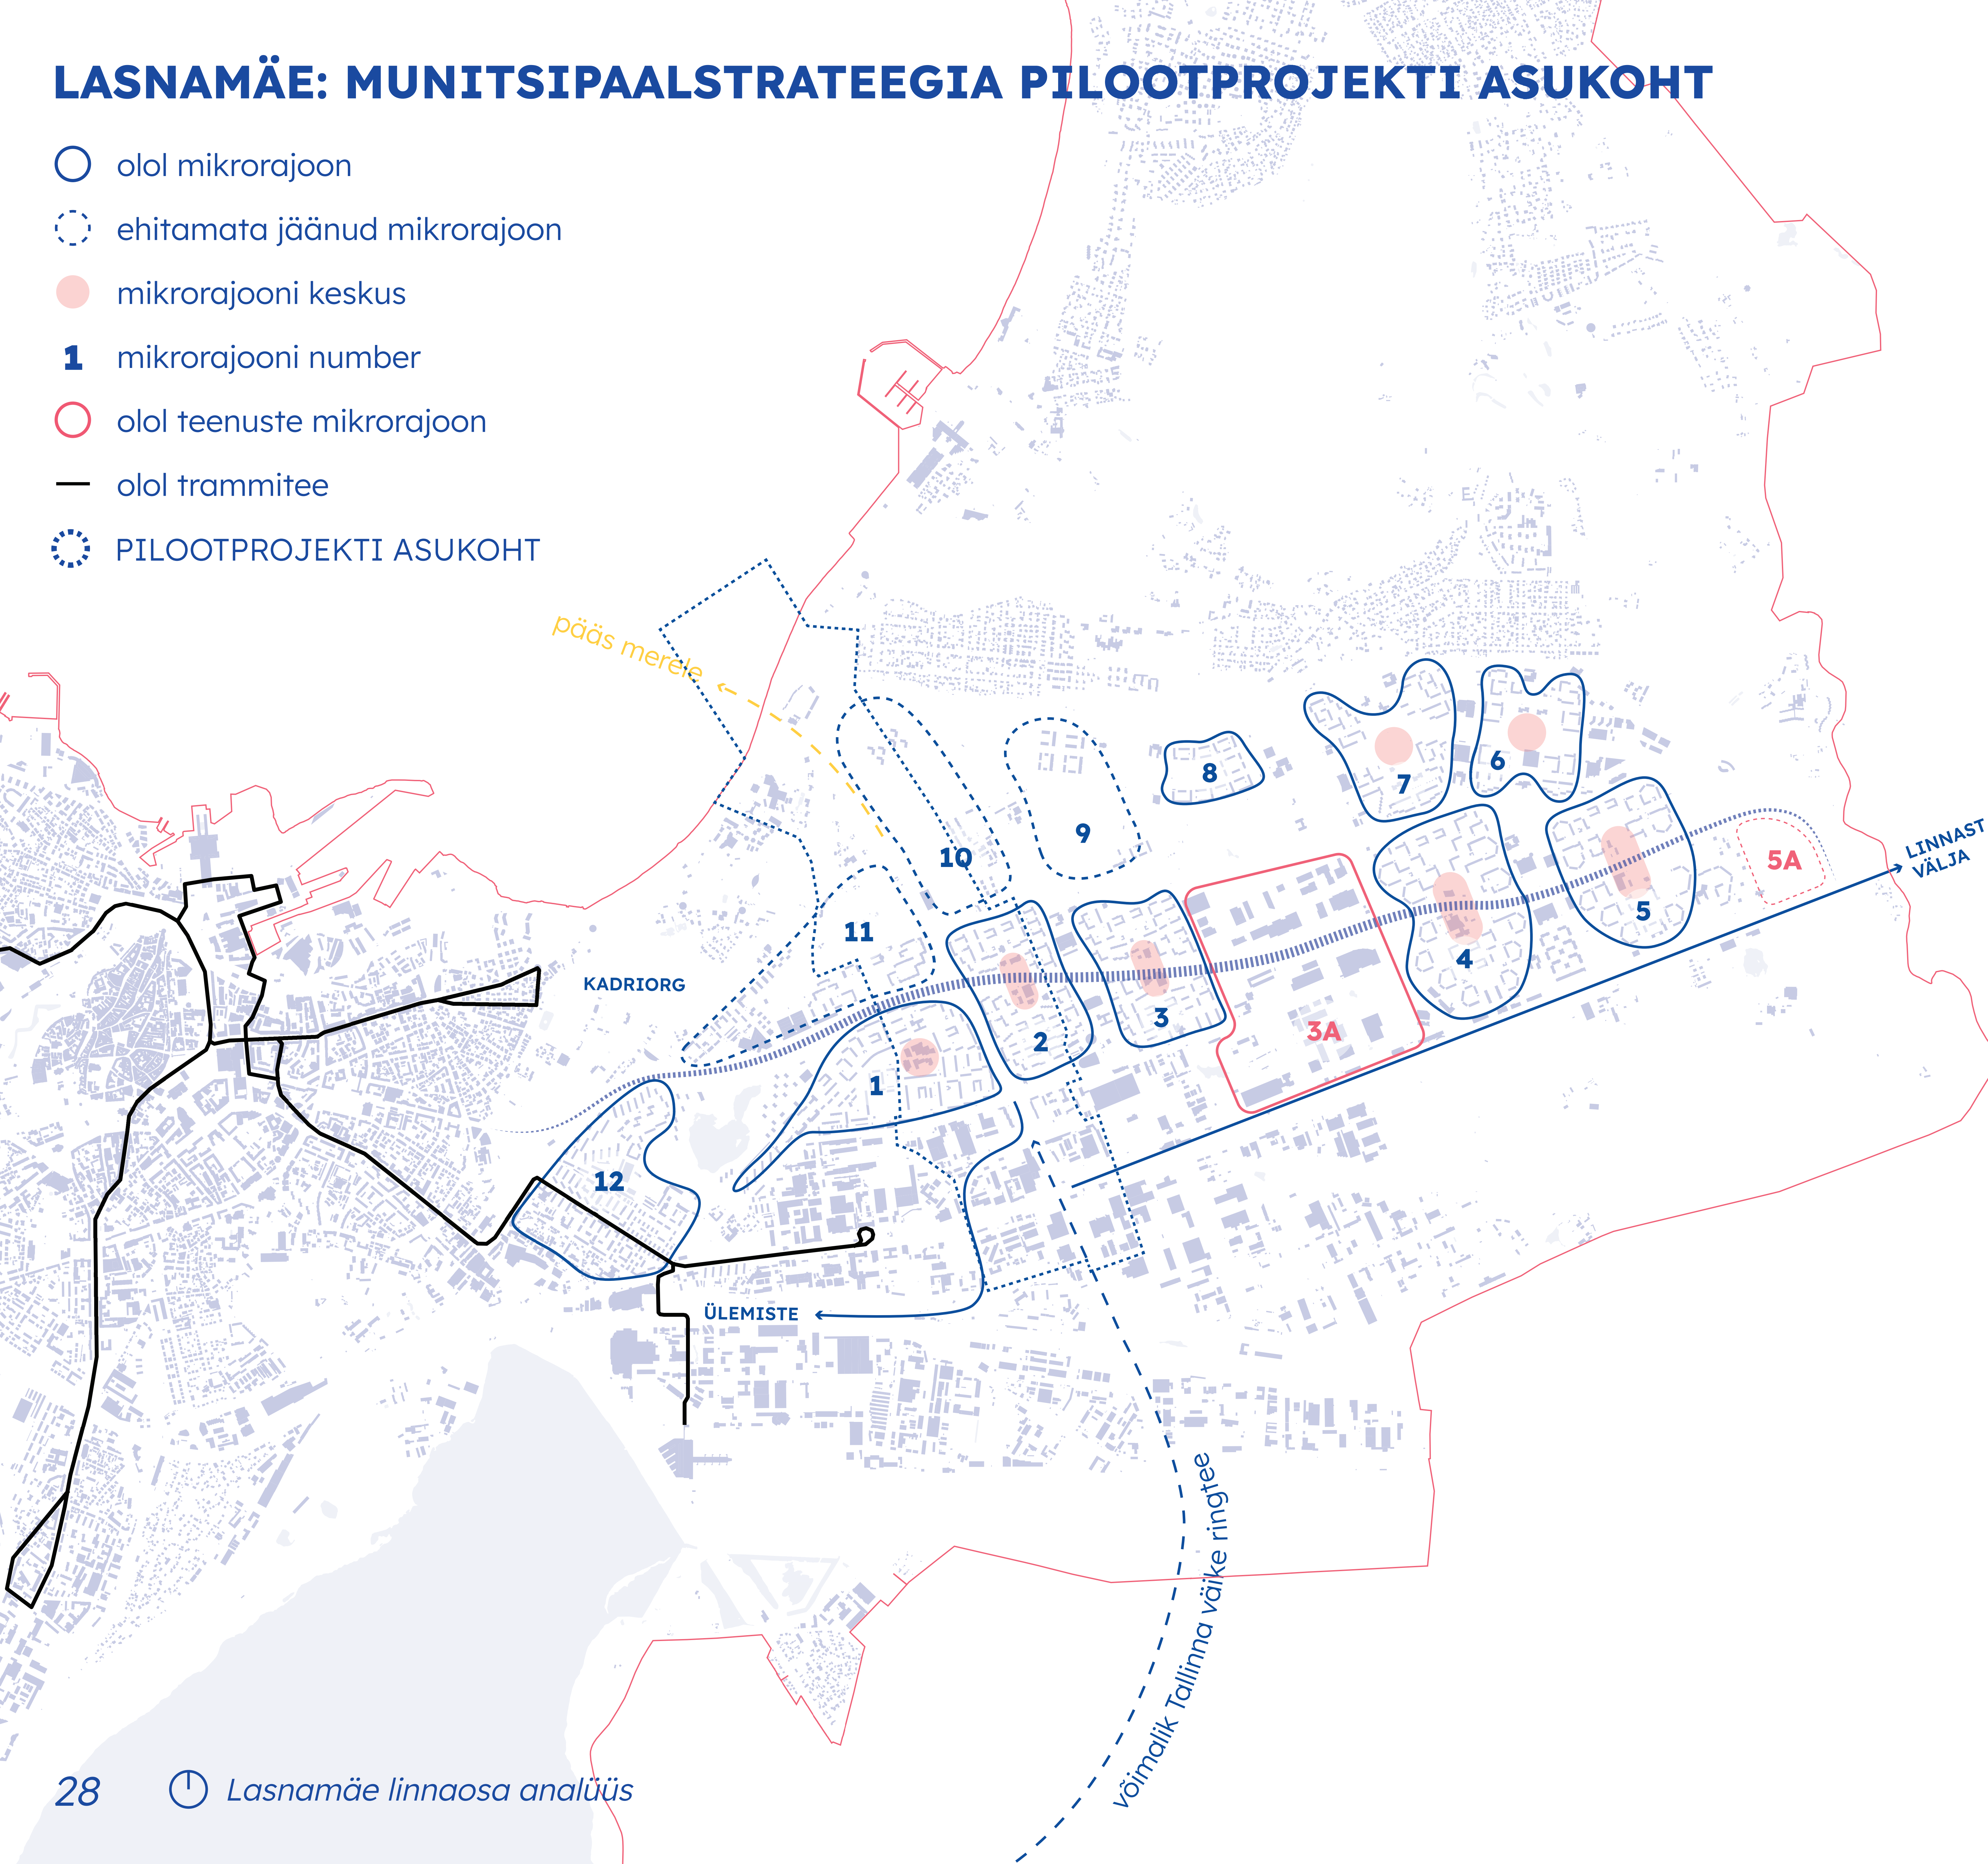 LASNAMÄE: MUNITSIPAALSTRATEEGIA PILOOTPROJEKTI ASUKOHT
olol mikrorajoon
ehitamata jäänud mikrorajoon
mikrorajooni keskus
1 mikrorajooni number
olol teenuste mikrorajoon
olol trammitee
PILOOTPROJEKTI ASUKOHT
pääs merele
8
7
6
9
10
5A
LINNAST
VÄLJA
5
11
4
KADRIORG
3
3A
2
1
12
ÜLEMISTE
võimalik Tallinna väike ringtee
28 Lasnamäe linnaosa analüüs